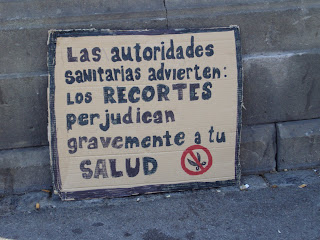 Las autoridades
sanitarias advierten:
los RECORTES
perjudican
gravemente a tu
SALUD